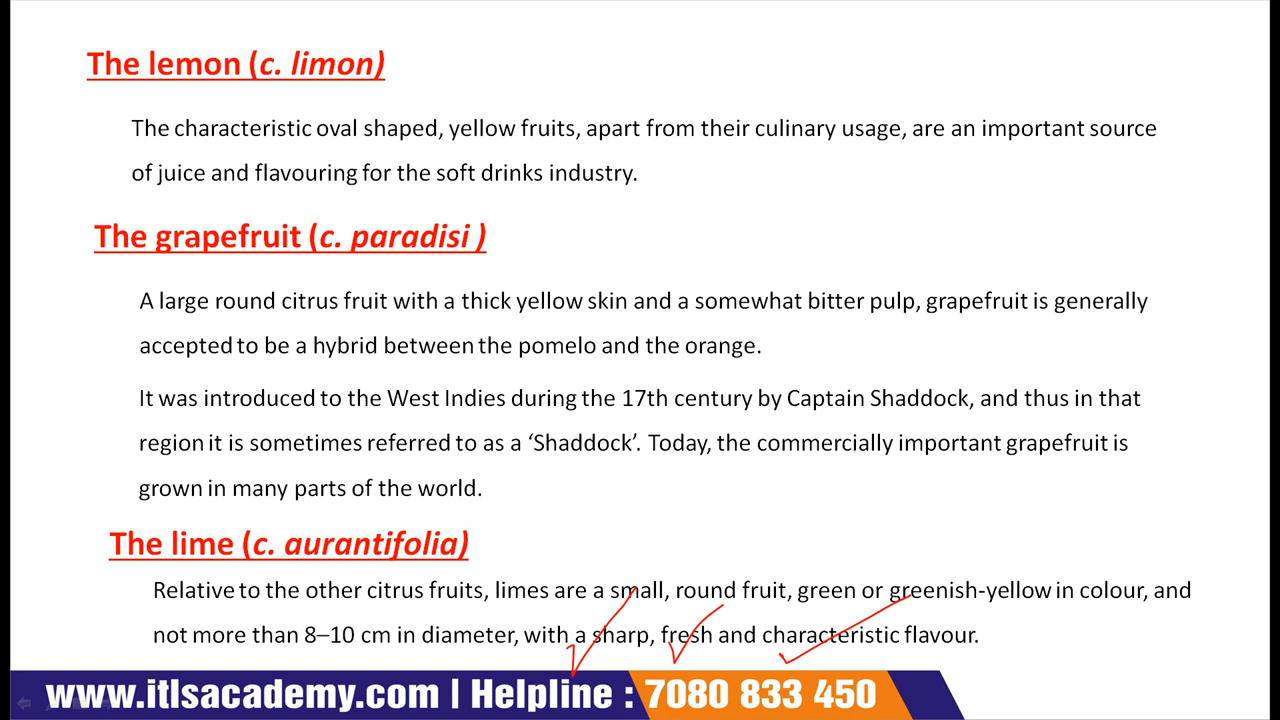 The lemon (c. limon)
The characteristic oval shaped, yellow fruits, apart from their culinary usage, are an important source
of juice and flavouring for the soft drinks industry.
The grapefruit (c. paradisi )
A large round citrus fruit with a thick yellow skin and a somewhat bitter pulp, grapefruit is generally
accepted to be a hybrid between the pomelo and the orange.
It was introduced to the West Indies during the 17th century by Captain Shaddock, and thus in that
region it is sometimes referred to as a ‘Shaddock’. Today, the commercially important grapefruit is
grown in many parts of the world.
The lime (c. aurantifolia)
Relative to the other citrus fruits, limes are a small, round fruit, green or greenish-yellow in colour, and
not more than 8–10 cm in diameter, with a sharp, fresh and characteristic flavour.
www.itlsacademy.com | Helpline : 7080 833 450